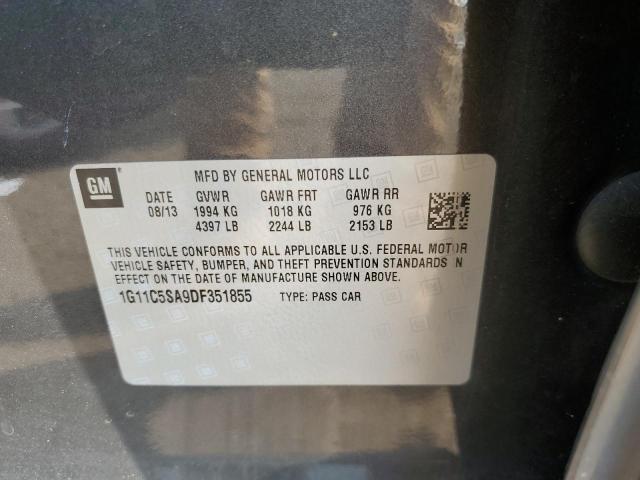 GM
MFD BY GENERAL MOTORS LLC
DATE GVWR GAWR FRT GAWR RR
08/13 1994 KG 1018 KG 976 KG
4397 LB 2244 LB 2153 LB
THIS VEHICLE CONFORMS TO ALL APPLICABLE U.S. FEDERAL MOTOR
VEHICLE SAFETY, BUMPER, AND THEFT PREVENTION STANDARDS IN
EFFECT ON THE DATE OF MANUFACTURE SHOWN ABOVE.
1G11C5SA9DF351855 TYPE: PASS CAR